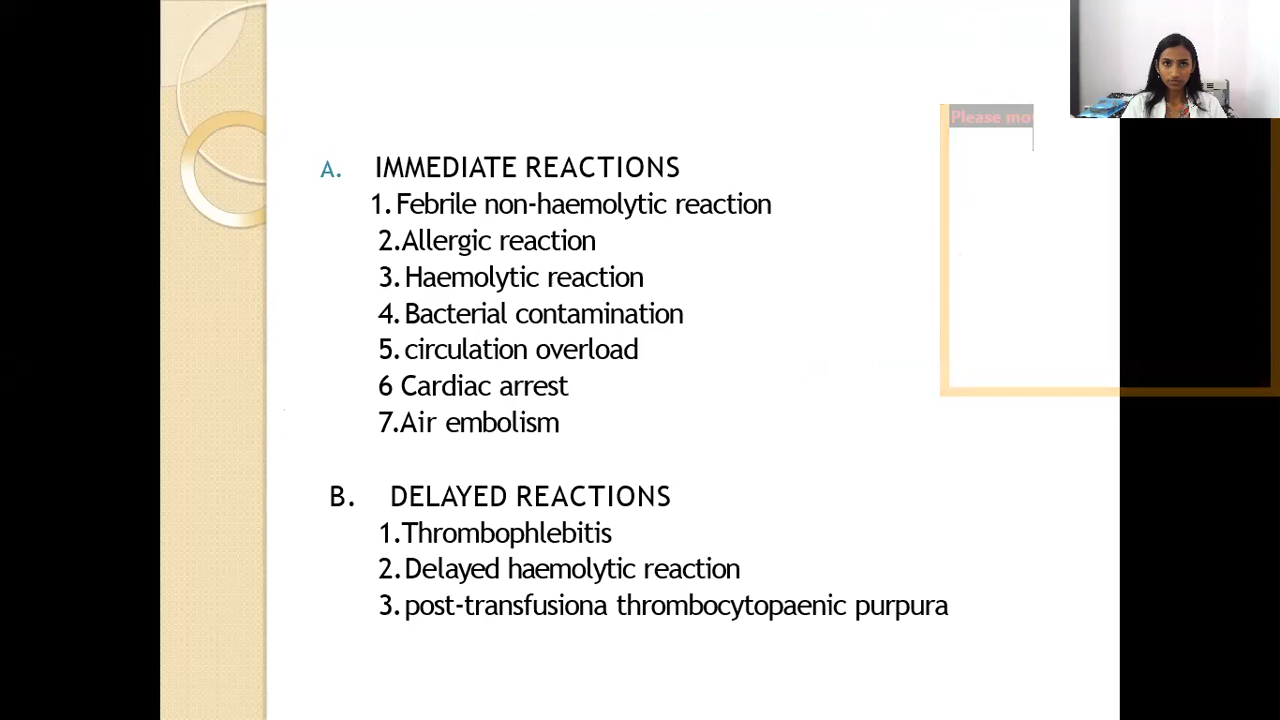 Please mo
A. IMMEDIATE REACTIONS
1. Febrile non-haemolytic reaction
2.Allergic reaction
3. Haemolytic reaction
4. Bacterial contamination
5. circulation overload
6 Cardiac arrest
7.Air embolism
B. DELAYED REACTIONS
1.Thrombophlebitis
2. Delayed haemolytic reaction
3. post-transfusiona thrombocytopaenic purpura